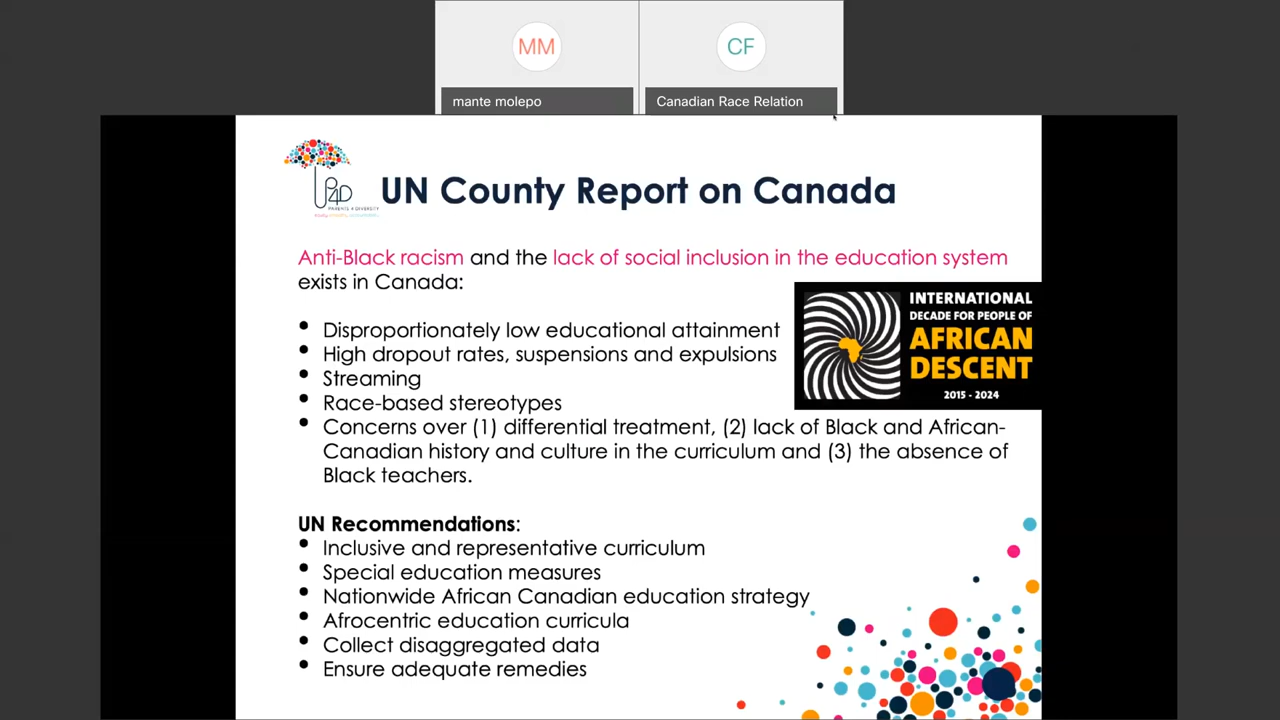 MM
CF
mante molepo
Canadian Race Relation
P4D
PARENTS 4 DIVERSITY
UN County Report on Canada
Anti-Black racism and the lack of social inclusion in the education system
exists in Canada:
• Disproportionately low educational attainment
• High dropout rates, suspensions and expulsions
• Streaming
• Race-based stereotypes
• Concerns over (1) differential treatment, (2) lack of Black and African-
Canadian history and culture in the curriculum and (3) the absence of
Black teachers.
INTERNATIONAL
DECADE FOR PEOPLE OF
AFRICAN
DESCENT
2015 - 2024
UN Recommendations:
• Inclusive and representative curriculum
• Special education measures
• Nationwide African Canadian education strategy
• Afrocentric education curricula
• Collect disaggregated data
• Ensure adequate remedies